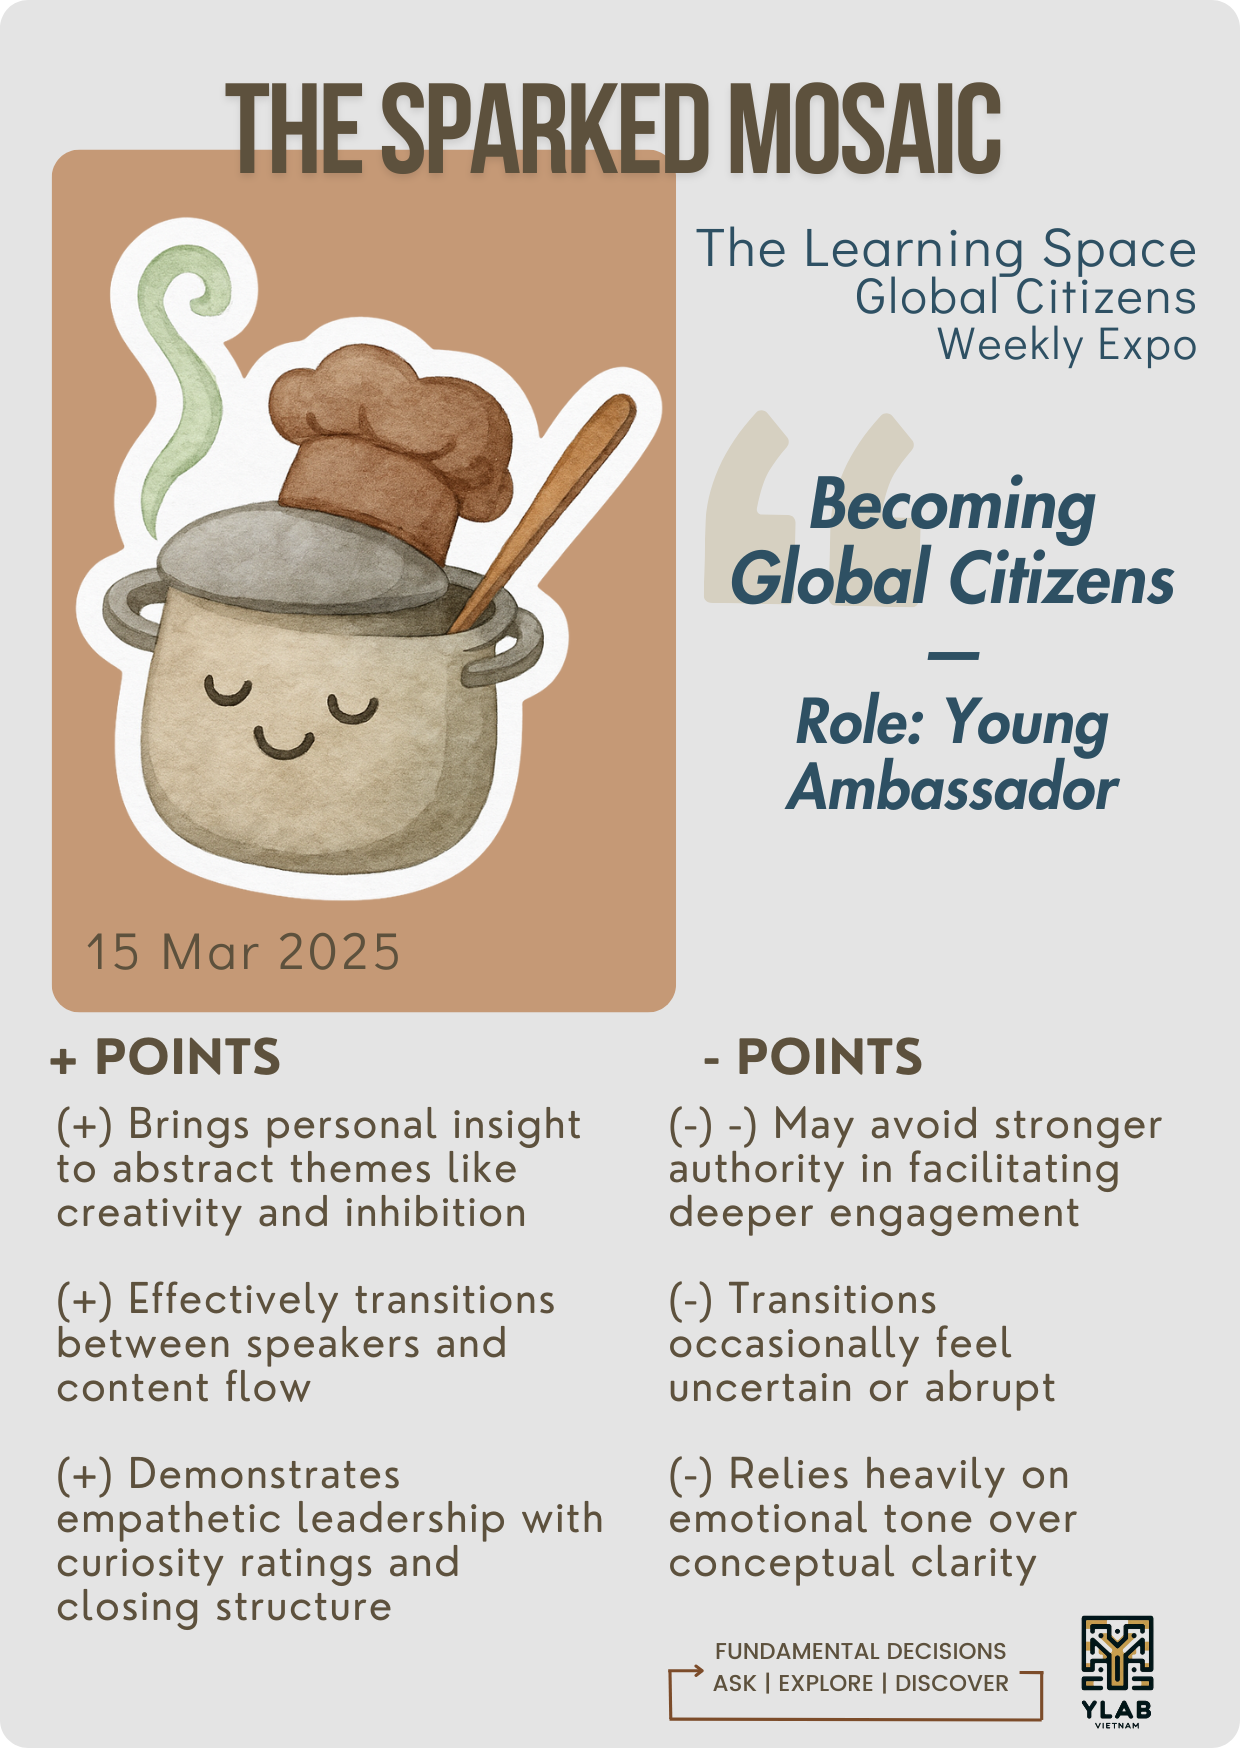 THE SPARKED MOSAIC
The Learning Space
Global Citizens
Weekly Expo
“
Becoming
Global Citizens
—
Role: Young
Ambassador
15 Mar 2025
+ POINTS
(+) Brings personal insight
to abstract themes like
creativity and inhibition
(+) Effectively transitions
between speakers and
content flow
(+) Demonstrates
empathetic leadership with
curiosity ratings and
closing structure
- POINTS
(-) -) May avoid stronger
authority in facilitating
deeper engagement
(-) Transitions
occasionally feel
uncertain or abrupt
(-) Relies heavily on
emotional tone over
conceptual clarity
FUNDAMENTAL DECISIONS
ASK | EXPLORE | DISCOVER
YLAB
VIETNAM